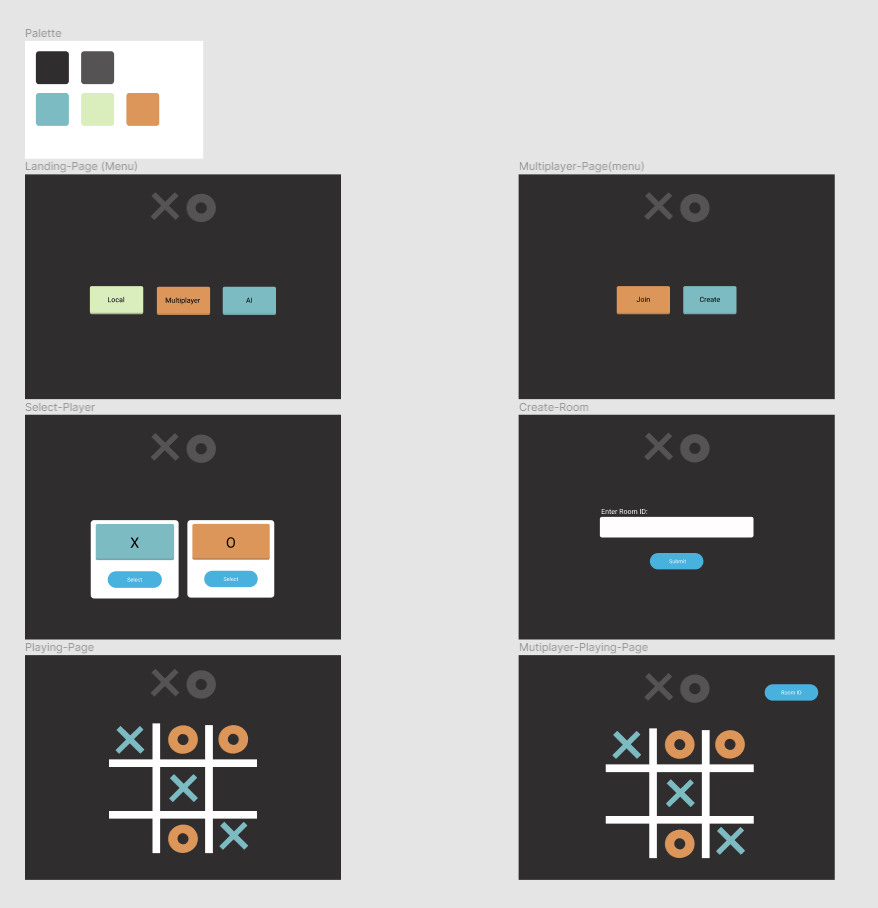 Palette
Landing-Page (Menu)
Local
Multiplayer
AI
Multiplayer-Page(menu)
Join
Create
Select-Player
X
O
Select
Select
Create-Room
Enter Room ID:
Submit
Playing-Page
Mutiplayer-Playing-Page
Room ID